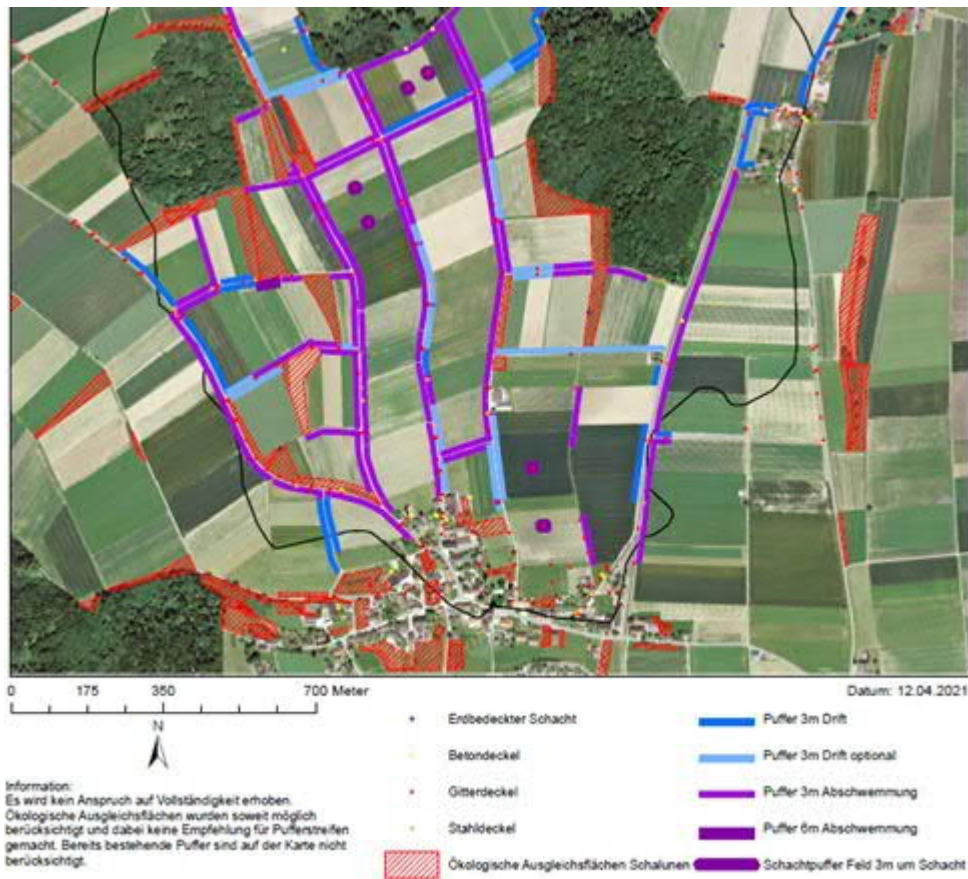 0 175 350 700 Meter
Datum: 12.04.2021
N
Information:
Es wird kein Anspruch auf Vollständigkeit erhoben.
Ökologische Ausgleichsflächen wurden soweit möglich
berücksichtigt und dabei keine Empfehlung für Pufferstreifen
gemacht. Bereits bestehende Puffer sind auf der Karte nicht
berücksichtigt.
Erdbedeckter Schacht
Betondeckel
Gitterdeckel
Stahldeckel
Ökologische Ausgleichsflächen Schalunen
Puffer 3m Drift
Puffer 3m Drift optional
Puffer 3m Abschwemmung
Puffer 6m Abschwemmung
Schachtpuffer Feld 3m um Schacht